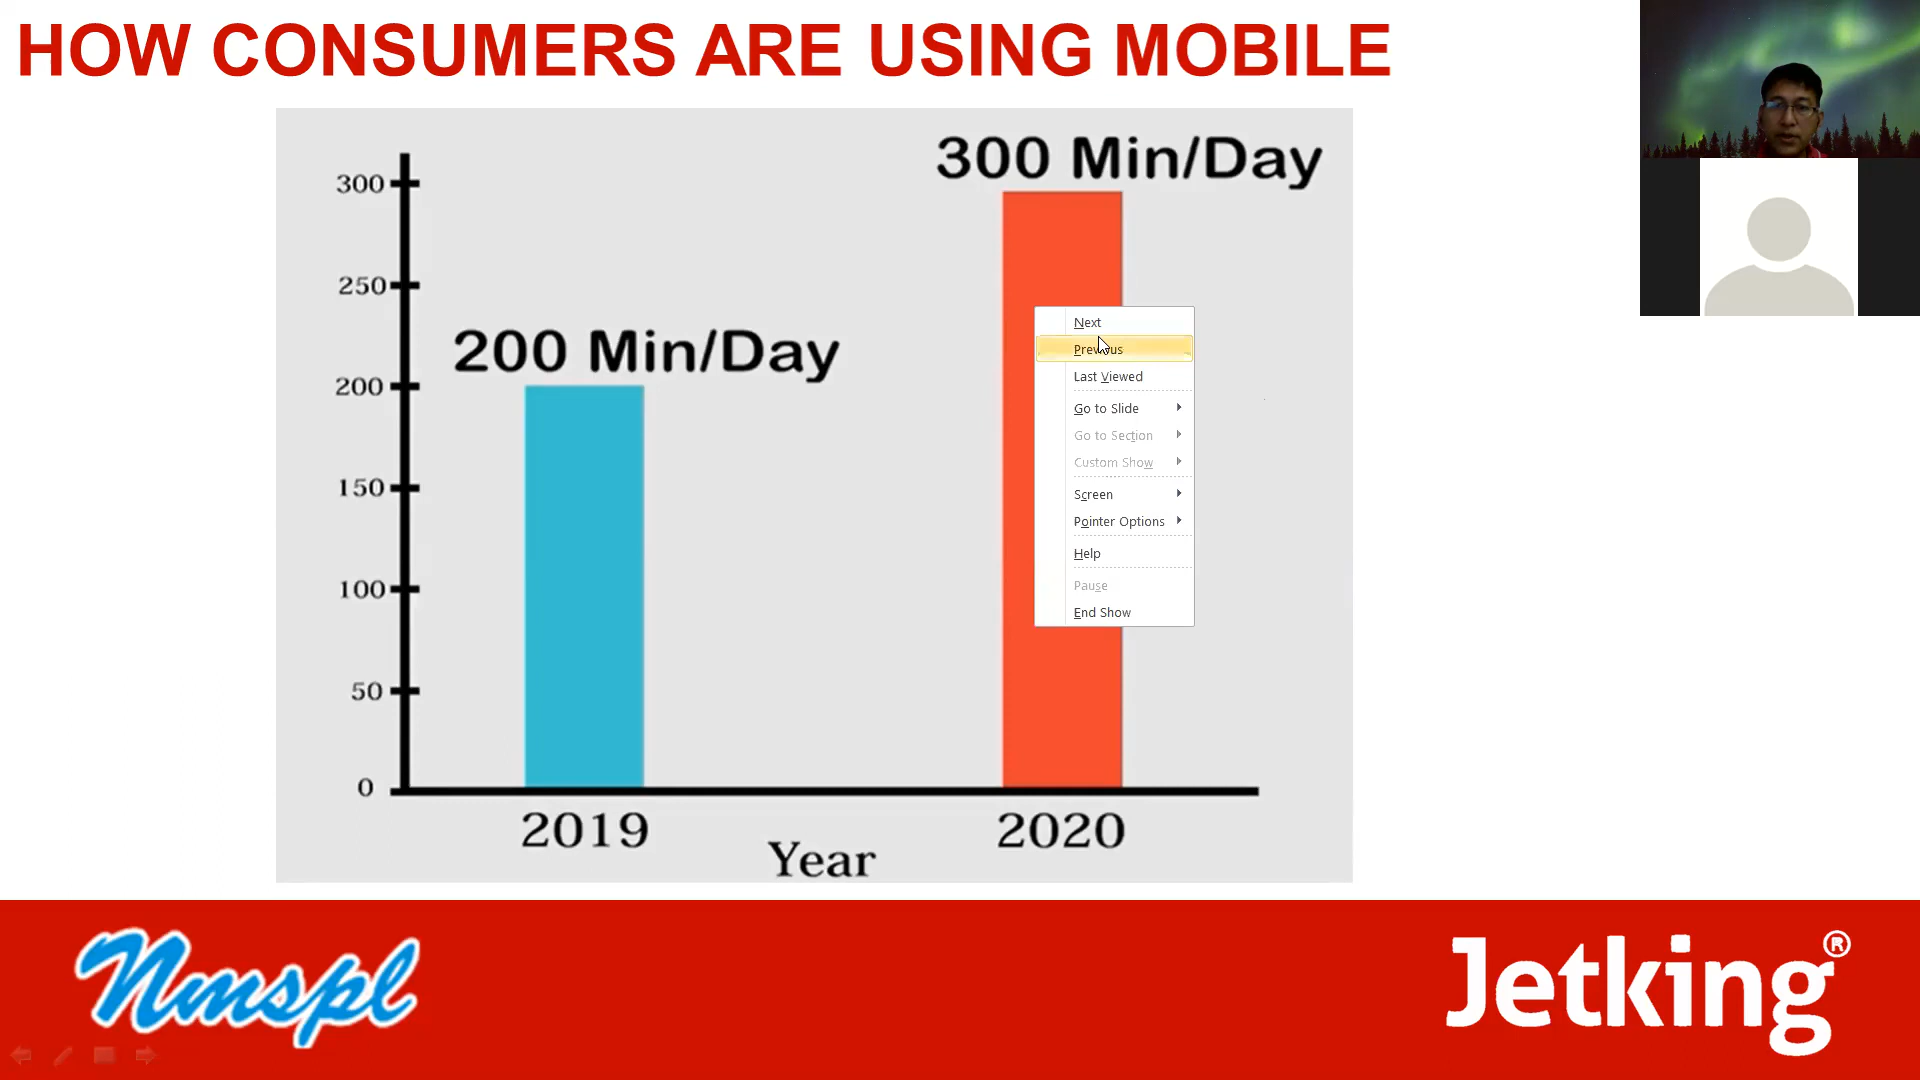 HOW CONSUMERS ARE USING MOBILE
300 Min/Day
300
250
200 Min/Day
200
150
100
50
0
2019
2020
Year
Next
Previous
Last Viewed
Go to Slide
Go to Section
Custom Show
Screen
Pointer Options
Help
Pause
End Show
Nmspl
Jetking®